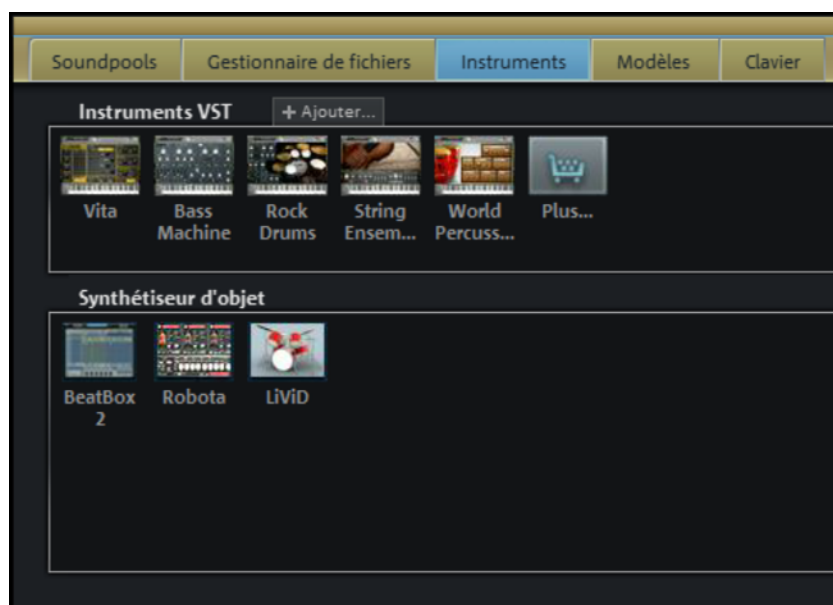 Soundpools Gestionnaire de fichiers Instruments Modèles Clavier
Instruments VST + Ajouter...
Vita Bass Rock String World Plus...
Machine Drums Ensem... Percuss...
Synthétiseur d'objet
BeatBox Robota LiViD
2